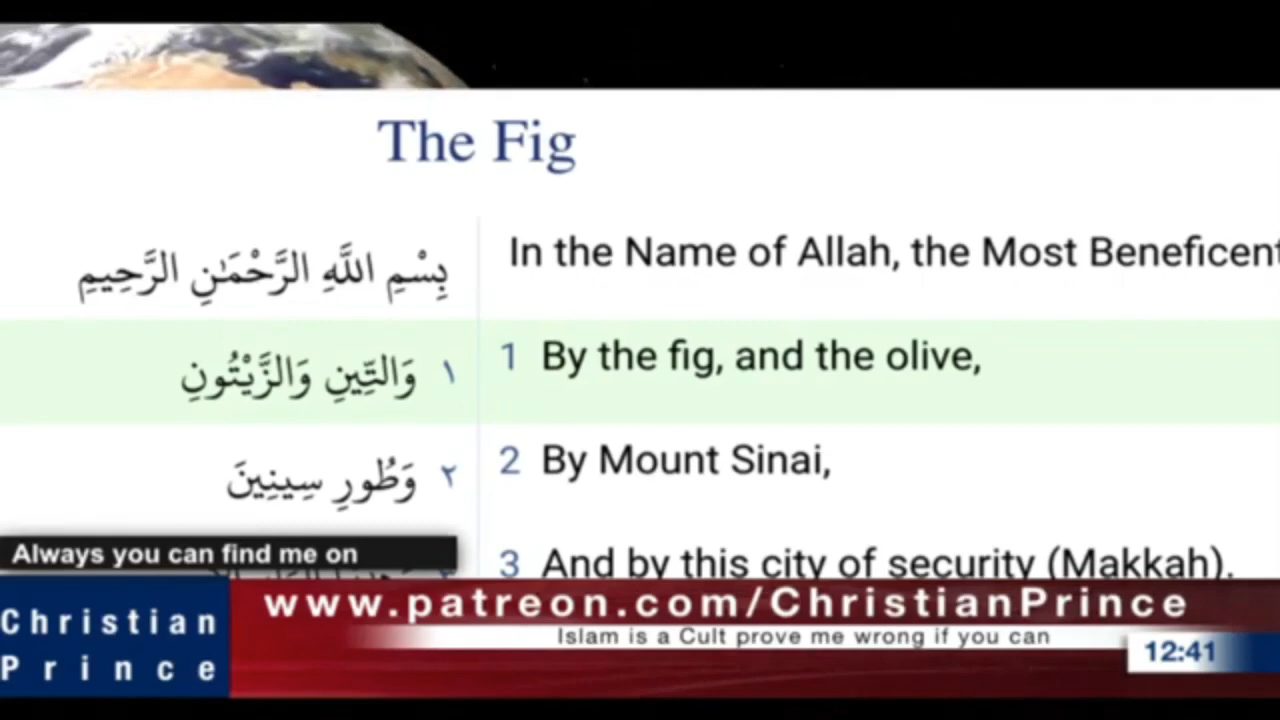 The Fig
بِسْمِ اللَّهِ الرَّحْمَٰنِ الرَّحِيمِ
In the Name of Allah, the Most Beneficent
١ وَالتِّينِ وَالزَّيْتُونِ
1 By the fig, and the olive,
٢ وَطُورِ سِينِينَ
2 By Mount Sinai,
3 And by this city of security (Makkah).
Always you can find me on
www.patreon.com/ChristianPrince
Islam is a Cult prove me wrong if you can
Christian
Prince
12:41